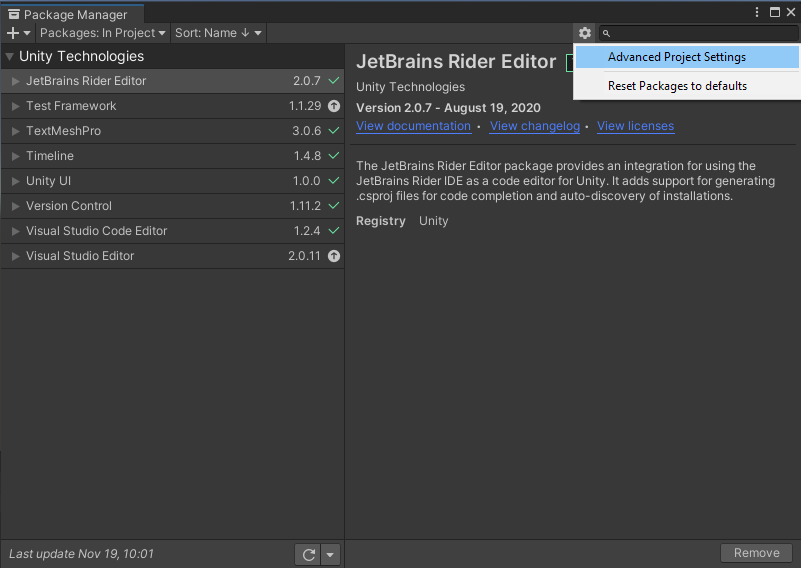 Package Manager
Packages: In Project Sort: Name ↓
Unity Technologies
JetBrains Rider Editor 2.0.7
Test Framework 1.1.29
TextMeshPro 3.0.6
Timeline 1.4.8
Unity UI 1.0.0
Version Control 1.11.2
Visual Studio Code Editor 1.2.4
Visual Studio Editor 2.0.11
Last update Nov 19, 10:01
JetBrains Rider Editor
Unity Technologies
Version 2.0.7 - August 19, 2020
View documentation • View changelog • View licenses
The JetBrains Rider Editor package provides an integration for using the
JetBrains Rider IDE as a code editor for Unity. It adds support for generating
.csproj files for code completion and auto-discovery of installations.
Registry Unity
Advanced Project Settings
Reset Packages to defaults
Remove